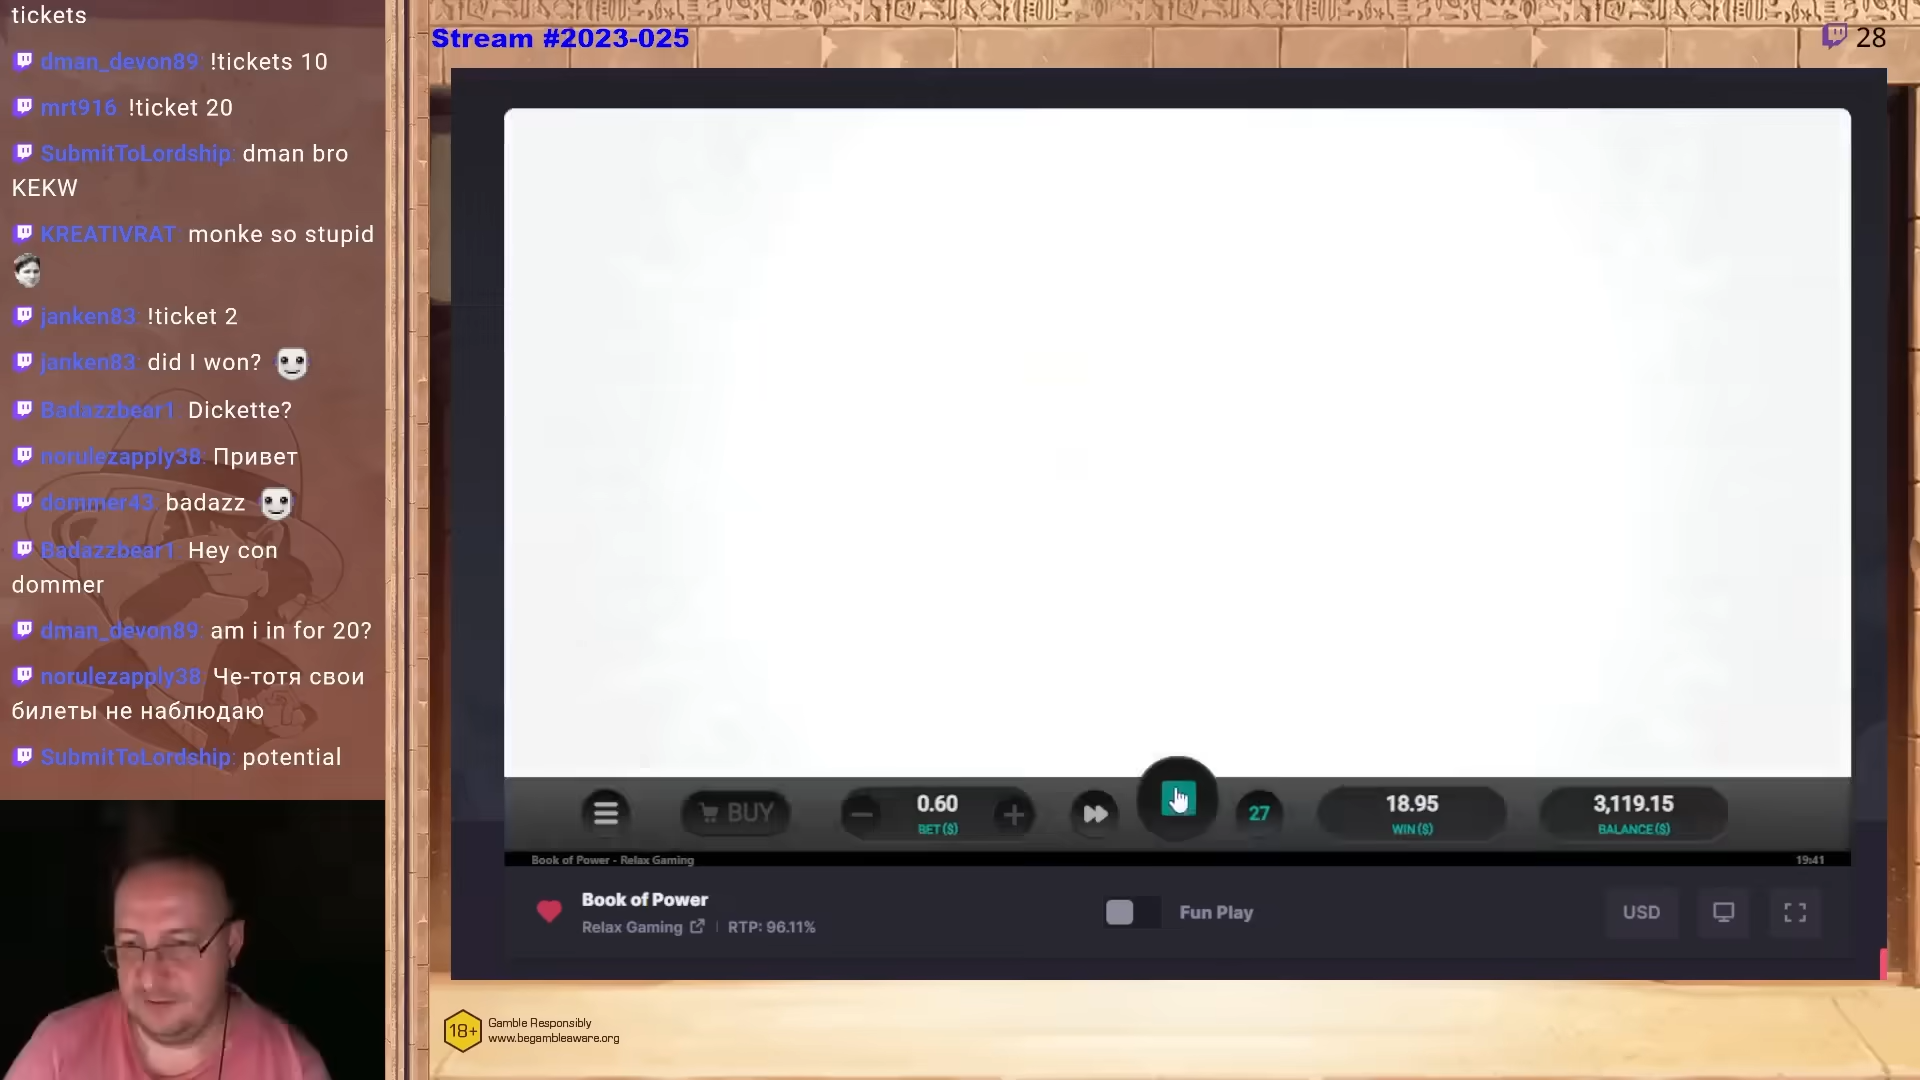 tickets
dman_devon89: !tickets 10
mrt916 !ticket 20
SubmitToLordship: dman bro
KEKW
KREATIVRAT monke so stupid
janken83: !ticket 2
janken83: did I won?
Badazzbear1 Dickette?
norulezapply38: Привет
dommer43 badazz
Badazzbear1 Hey con
dommer
dman_devon89: am i in for 20?
norulezapply38: Че-тотя свои
билеты не наблюдаю
SubmitToLordship: potential
Stream #2023-025
28
BUY
0.60
BET($)
27
18.95
WIN($)
3,119.15
BALANCE($)
Book of Power - Relax Gaming
19:41
Book of Power
Relax Gaming | RTP: 96.11%
Fun Play
USD
18+
Gamble Responsibly
www.begambleaware.org